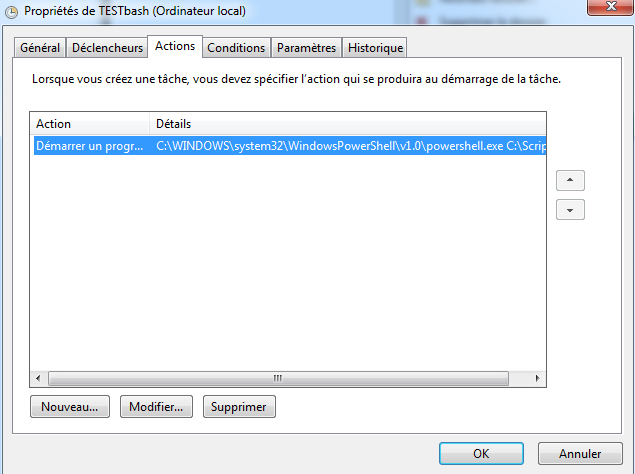 Propriétés de TESTbash (Ordinateur local)
Général Déclencheurs Actions Conditions Paramètres Historique
Lorsque vous créez une tâche, vous devez spécifier l'action qui se produira au démarrage de la tâche.
Action Détails
Démarrer un progr... C:\WINDOWS\system32\WindowsPowerShell\v1.0\powershell.exe C:\Scrip
Nouveau... Modifier... Supprimer
OK Annuler